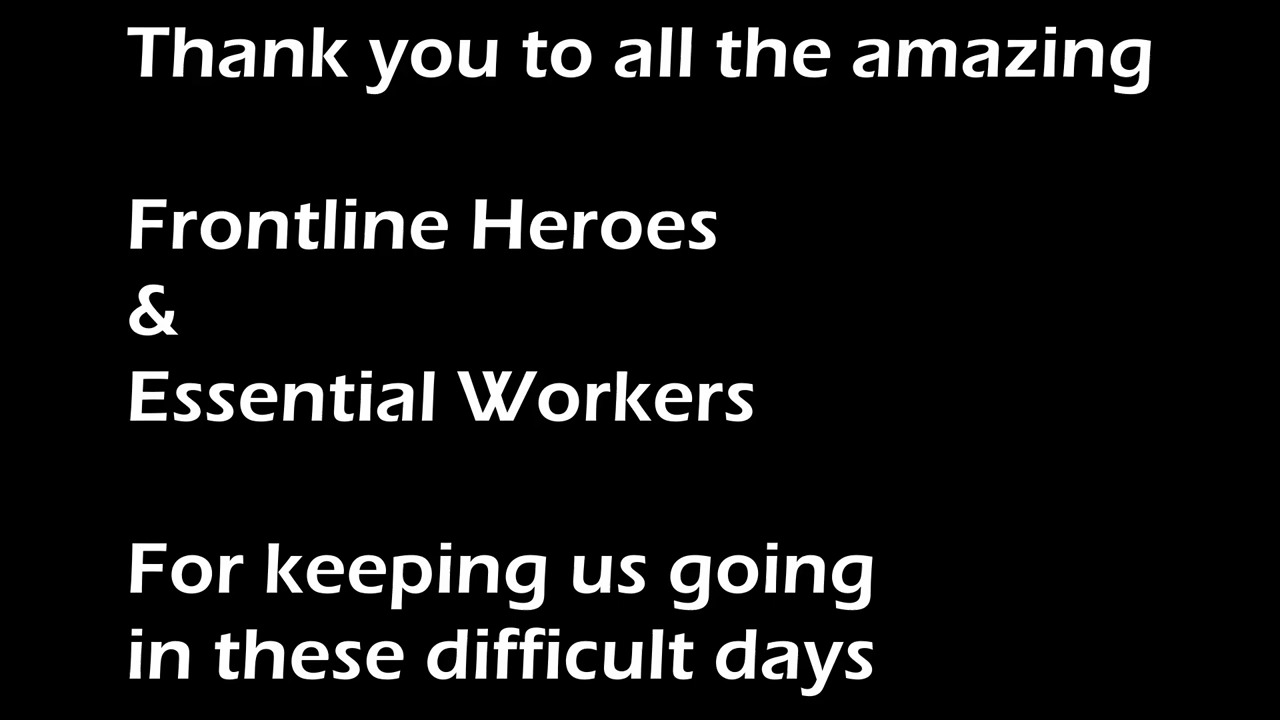 Thank you to all the amazing
Frontline Heroes
&
Essential Workers
For keeping us going
in these difficult days